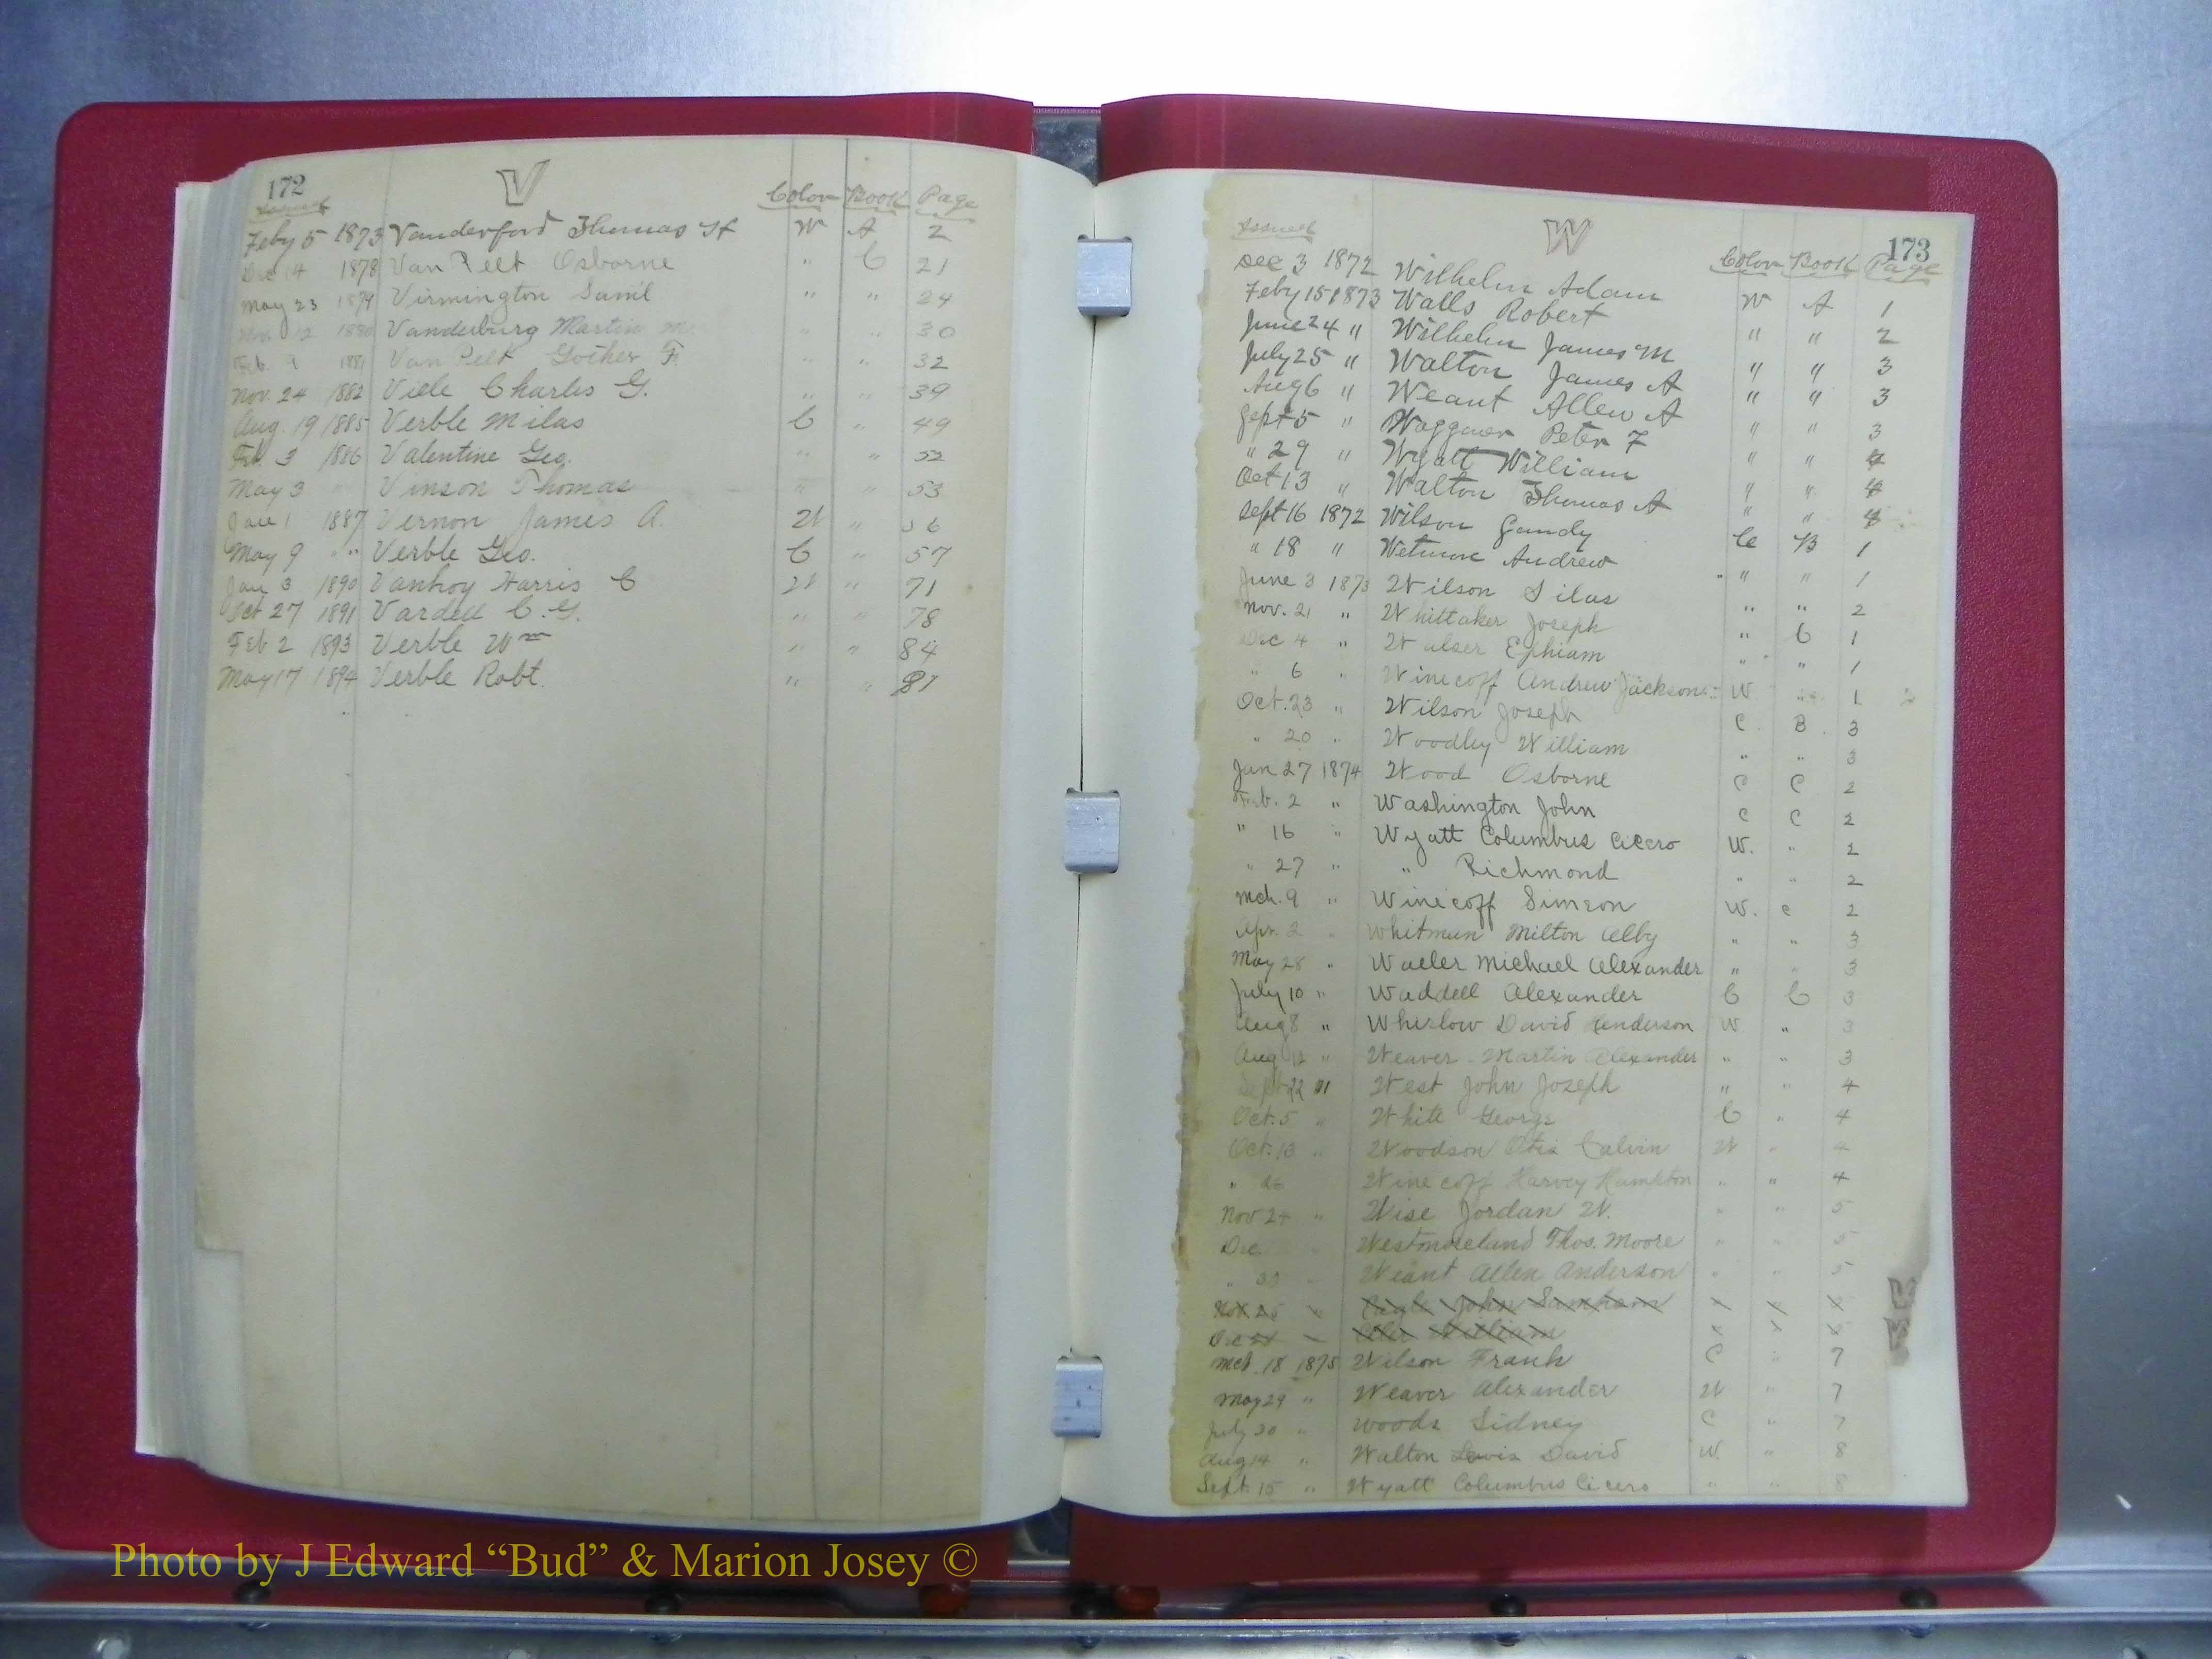 172 V
Issued Color Book Page
Feby 5 1873 Vanderford Thomas H W A 2
Dec 14 1878 Van Pelt Osborne " C 21
May 23 1879 Virmington Saml " " 24
Nov. 12 1880 Vanderburg Martin " " 30
Feb. 9 1881 Van Pelt F. " " 32
Nov. 24 1882 Viele Charles G. " " 39
Aug. 19 1885 Verble Milas C " 49
Feb. 3 1886 Valentine Geo. " " 52
May 3 " Vinson Thomas " " 53
Jan 1 1887 Vernon James A. W " 56
May 9 " Verble Geo. C " 57
Jan 3 1890 Vanhoy Harris C W " 71
Oct 27 1891 Vardell C. G. " " 78
Feb 2 1893 Verble Wm " " 84
May 17 1894 Verble Robt. " " 87
W 173
Issued Color Book Page
Dec 3 1872 Wilhelm Adam W A 1
Feby 15 1873 Walls Robert " " 2
June 24 " Wilhelm James M " " 3
July 25 " Walton James A " " 3
Aug 6 " Weant Allen A " " 3
Sept 5 " Waggoner Peter F " " 4
" 29 " Wyatt William " " 4
Oct 13 " Walton Thomas A " " 4
Sept 16 1872 Wilson Gandy C B 1
" 18 " Wetmore Andrew " " 1
June 3 1873 Wilson Silas " " 2
Nov. 21 " Whittaker Joseph " C 1
Dec 4 " Walser Ephiam " " 1
" 6 " Winecoff Andrew Jackson W. " 1
Oct. 23 " Wilson Joseph C B. 3
" 20 " Woodley William " " 3
Jan 27 1874 Wood Osborne C C 2
Feb. 2 " Washington John C C 2
" 16 " Wyatt Columbus Cicero W. " 2
" 27 " " Richmond " " 2
Mch. 9 " Winecoff Simeon W. C 2
Apr. 2 " Whitman Milton Alby " " 3
May 28 " Waller Michael Alexander " " 3
July 10 " Waddell Alexander C C 3
Aug 8 " Whirlow David Henderson W " 3
Aug 12 " Weaver Martin Alexander " " 3
Sept 22 " West John Joseph " " 4
Oct. 5 " White George C " 4
Oct. 13 " Woodson Otis Calvin W " 4
" 26 Winecoff Harvey Hampton " " 4
Nov 24 " Wise Jordan W. " " 5
Dec " Westmoreland Thos. Moore " " 5
" " Weant Allen Anderson " " 5
Nov 25 " Eagle John
Dec " William
Mch. 18 1875 Wilson Frank C " 7
May 29 " Weaver Alexander W " 7
July 30 " Woods Sidney C " 7
Aug 14 " Walton Lewis David W. " 8
Sept. 15 " Wyatt Columbus Cicero " " 8
Photo by J Edward “Bud” & Marion Josey ©